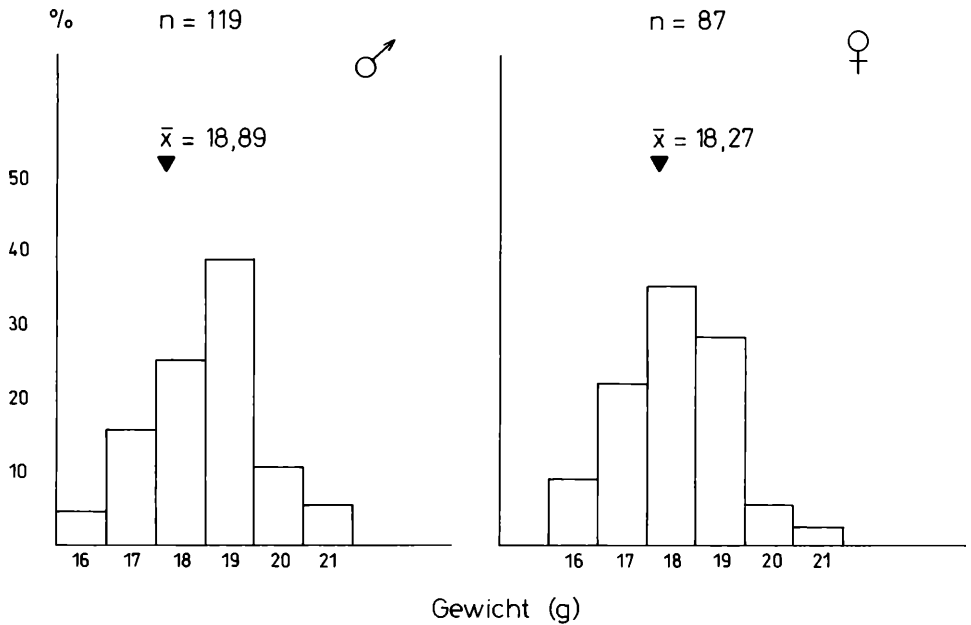 % n = 119 ♂ n = 87 ♀
x̄ = 18,89 x̄ = 18,27
50
40
30
20
10
16 17 18 19 20 21 16 17 18 19 20 21
Gewicht (g)